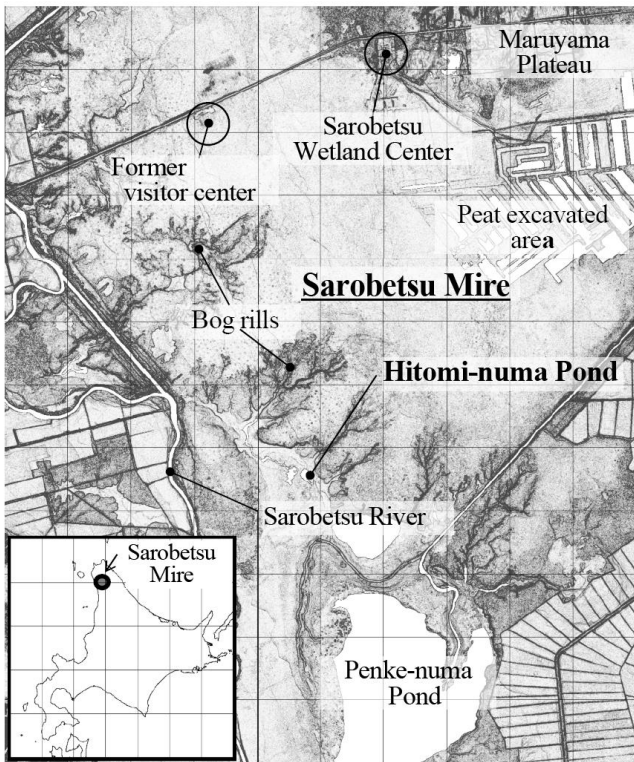 Maruyama
Plateau
Sarobetsu
Wetland Center
Former
visitor center
Peat excavated
area
Sarobetsu Mire
Bog rills
Hitomi-numa Pond
Sarobetsu River
Sarobetsu
Mire
Penke-numa
Pond